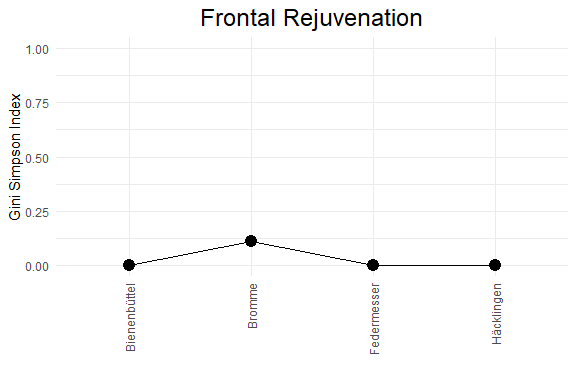 Frontal Rejuvenation
Gini Simpson Index
1.00
0.75
0.50
0.25
0.00
Bienenbüttel
Bromme
Federmesser
Häcklingen